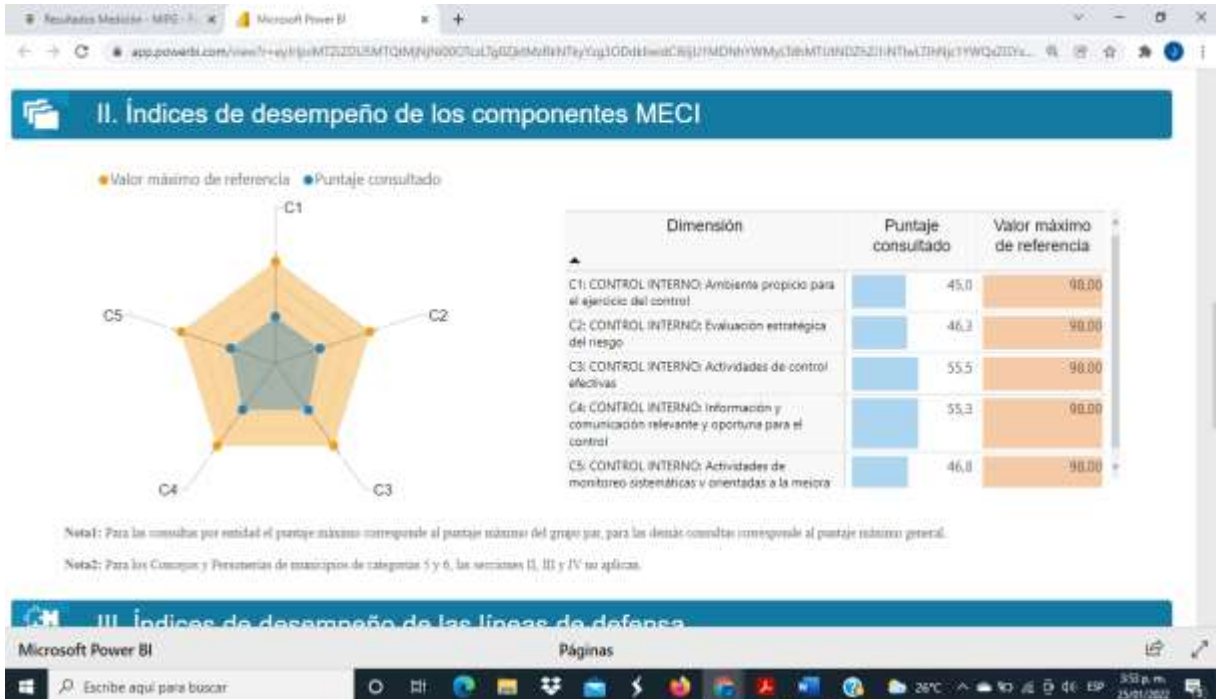 Resultados Medición - MIPG - F
Microsoft Power BI
II. Índices de desempeño de los componentes MECI
Valor máximo de referencia Puntaje consultado
C1
C2
C3
C4
C5
Dimensión Puntaje consultado Valor máximo de referencia
C1: CONTROL INTERNO: Ambiente propicio para el ejercicio del control 45,0 98,00
C2: CONTROL INTERNO: Evaluación estratégica del riesgo 46,3 98,00
C3: CONTROL INTERNO: Actividades de control efectivas 55,5 98,00
C4: CONTROL INTERNO: Información y comunicación relevante y oportuna para el control 55,3 98,00
C5: CONTROL INTERNO: Actividades de monitoreo sistemáticas y orientadas a la mejora 46,8 98,00
Nota1: Para las consultas por entidad el puntaje máximo corresponde al puntaje máximo del grupo par, para las demás consultas corresponde al puntaje máximo general.
Nota2: Para los Concejos y Personerías de municipios de categorías 5 y 6, las secciones II, III y IV no aplican.
III. Índices de desempeño de las líneas de defensa
Microsoft Power BI
Páginas
Escribe aquí para buscar
26°C
ESP
3:53 p. m.